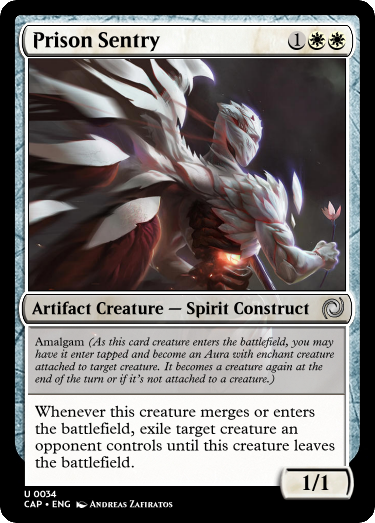 Prison Sentry 1
Artifact Creature — Spirit Construct
Amalgam (As this card creature enters the battlefield, you may
have it enter tapped and become an Aura with enchant creature
attached to target creature. It becomes a creature again at the
end of the turn or if it's not attached to a creature.)
Whenever this creature merges or enters
the battlefield, exile target creature an
opponent controls until this creature leaves
the battlefield.
1/1
U 0034
CAP • ENG ANDREAS ZAFIRATOS